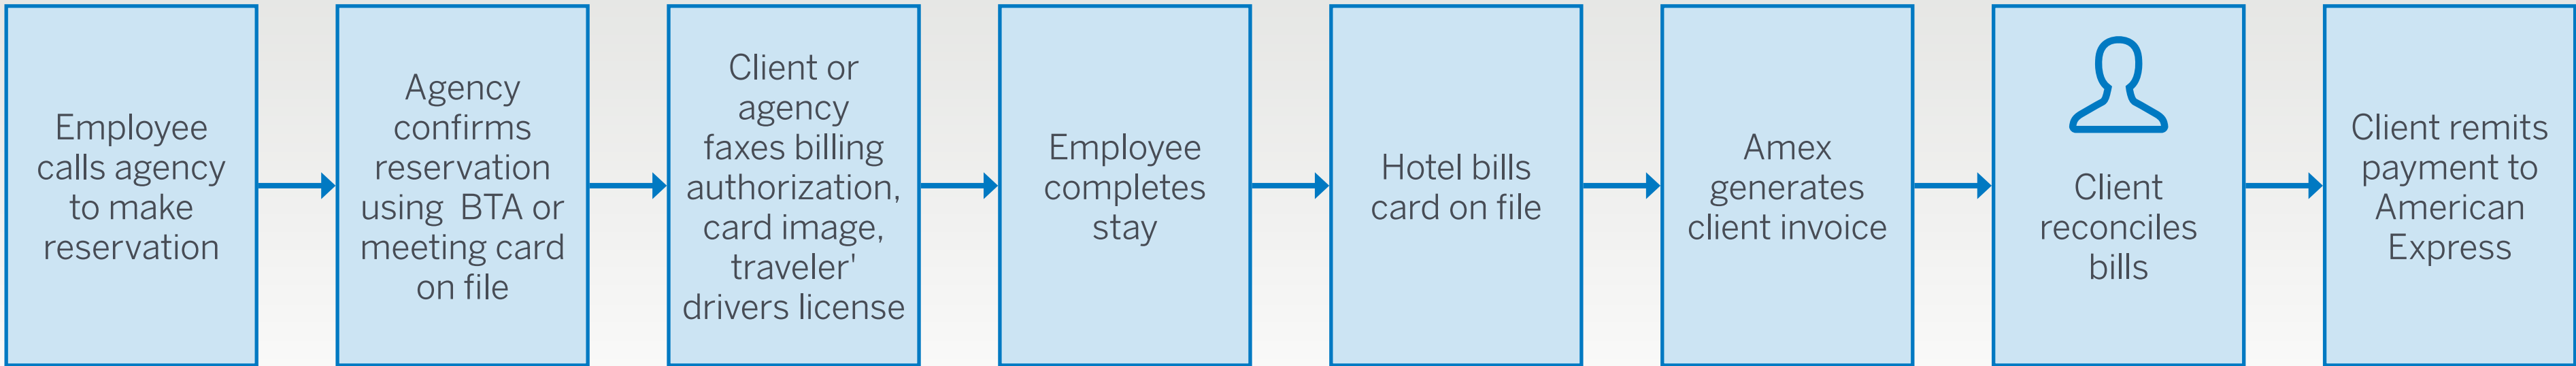 Employee
calls agency
to make
reservation
Agency
confirms
reservation
using  BTA or
meeting card
on file
Client or
agency
faxes billing
authorization,
card image,
traveler'
drivers license
Employee
completes
stay
Hotel bills
card on file
Amex
generates
client invoice
Client
reconciles
bills
Client remits
payment to
American
Express